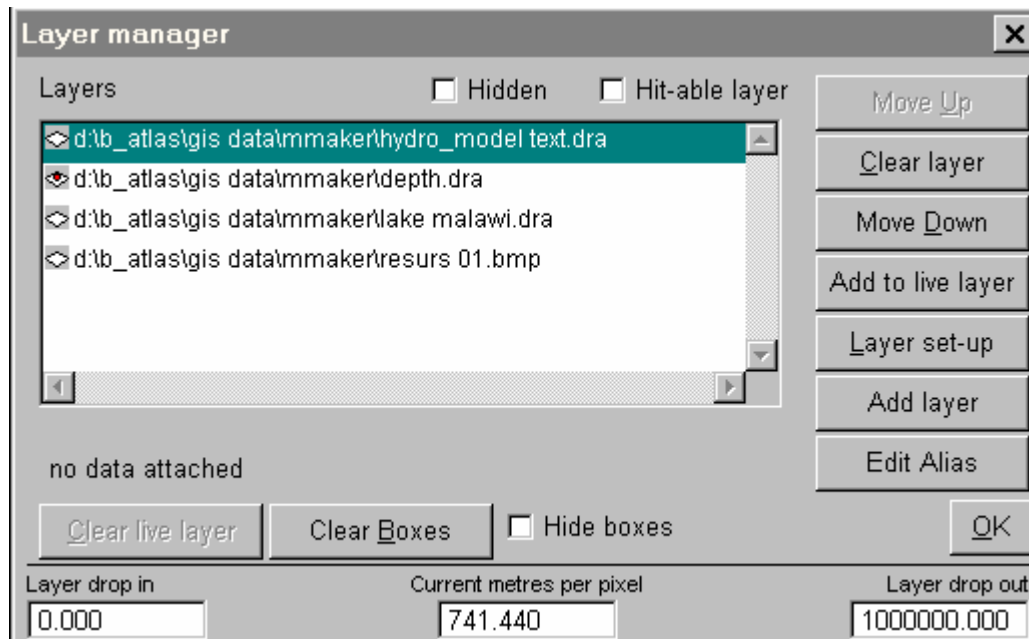 Layer manager
Layers
Hidden
Hit-able layer
d:\b_atlas\gis data\mmaker\hydro_model text.dra
d:\b_atlas\gis data\mmaker\depth.dra
d:\b_atlas\gis data\mmaker\lake malawi.dra
d:\b_atlas\gis data\mmaker\resurs 01.bmp
Move Up
Clear layer
Move Down
Add to live layer
Layer set-up
Add layer
Edit Alias
no data attached
Clear live layer
Clear Boxes
Hide boxes
OK
Layer drop in
Current metres per pixel
Layer drop out
0.000
741.440
1000000.000